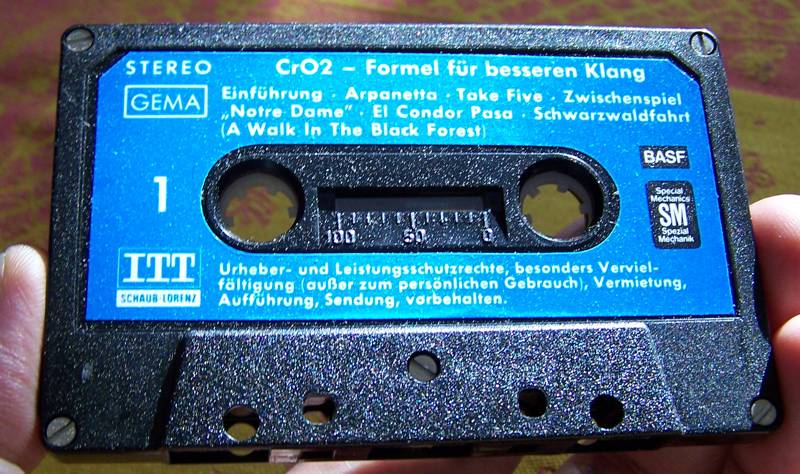 STEREO
CrO2 – Formel für besseren Klang
GEMA
Einführung · Arpanetta · Take Five · Zwischenspiel
„Notre Dame” · El Condor Pasa · Schwarzwaldfahrt
(A Walk In The Black Forest)
BASF
1
Special
Mechanics
SM
Spezial
Mechanik
100 50 0
ITT
SCHAUB-LORENZ
Urheber- und Leistungsschutzrechte, besonders Verviel-
fältigung (außer zum persönlichen Gebrauch), Vermietung,
Aufführung, Sendung, vorbehalten.